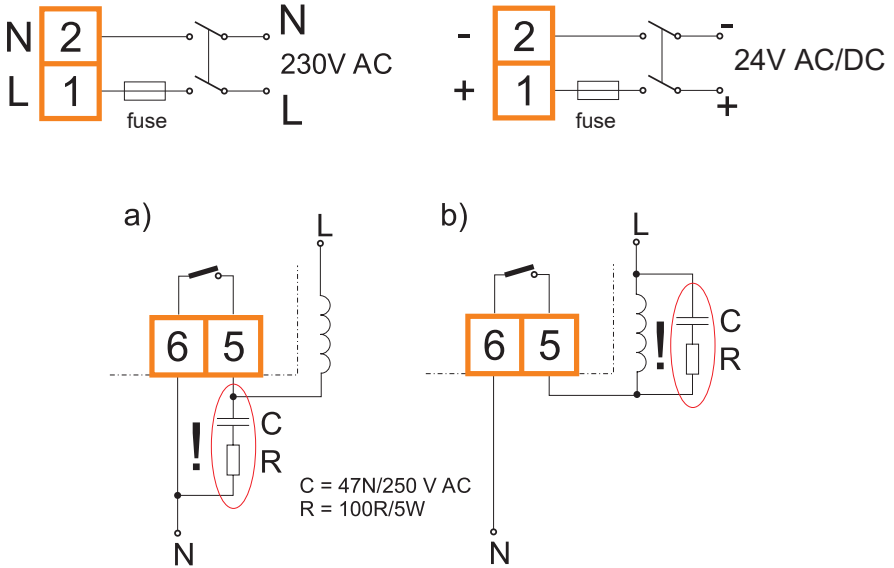 N 2 N
230V AC
L 1 L
fuse
- 2 -
24V AC/DC
+ 1 +
fuse
a)
L
6 5
! C
R
C = 47N/250 V AC
R = 100R/5W
N
b)
L
6 5
! C
R
N